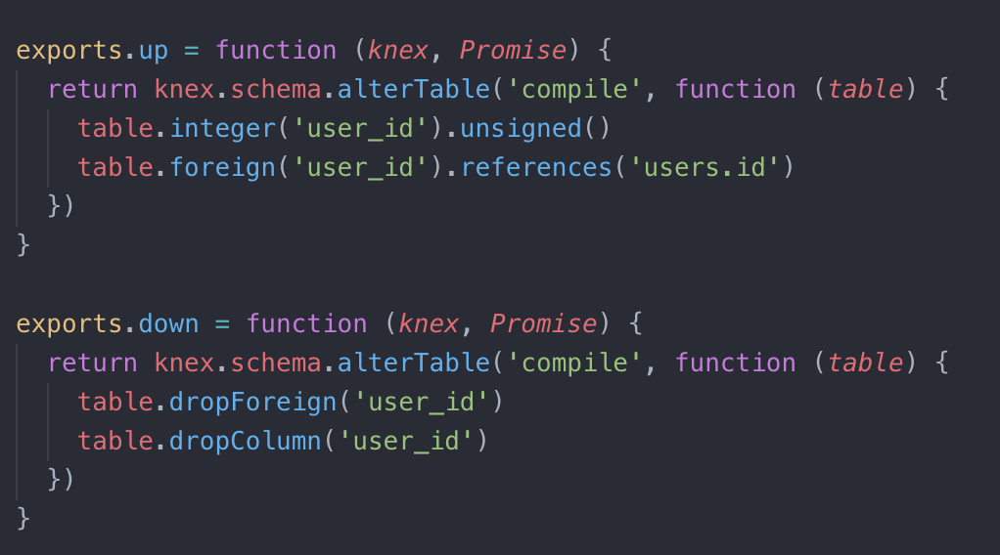 exports.up = function (knex, Promise) {
  return knex.schema.alterTable('compile', function (table) {
    table.integer('user_id').unsigned()
    table.foreign('user_id').references('users.id')
  })
}
exports.down = function (knex, Promise) {
  return knex.schema.alterTable('compile', function (table) {
    table.dropForeign('user_id')
    table.dropColumn('user_id')
  })
}